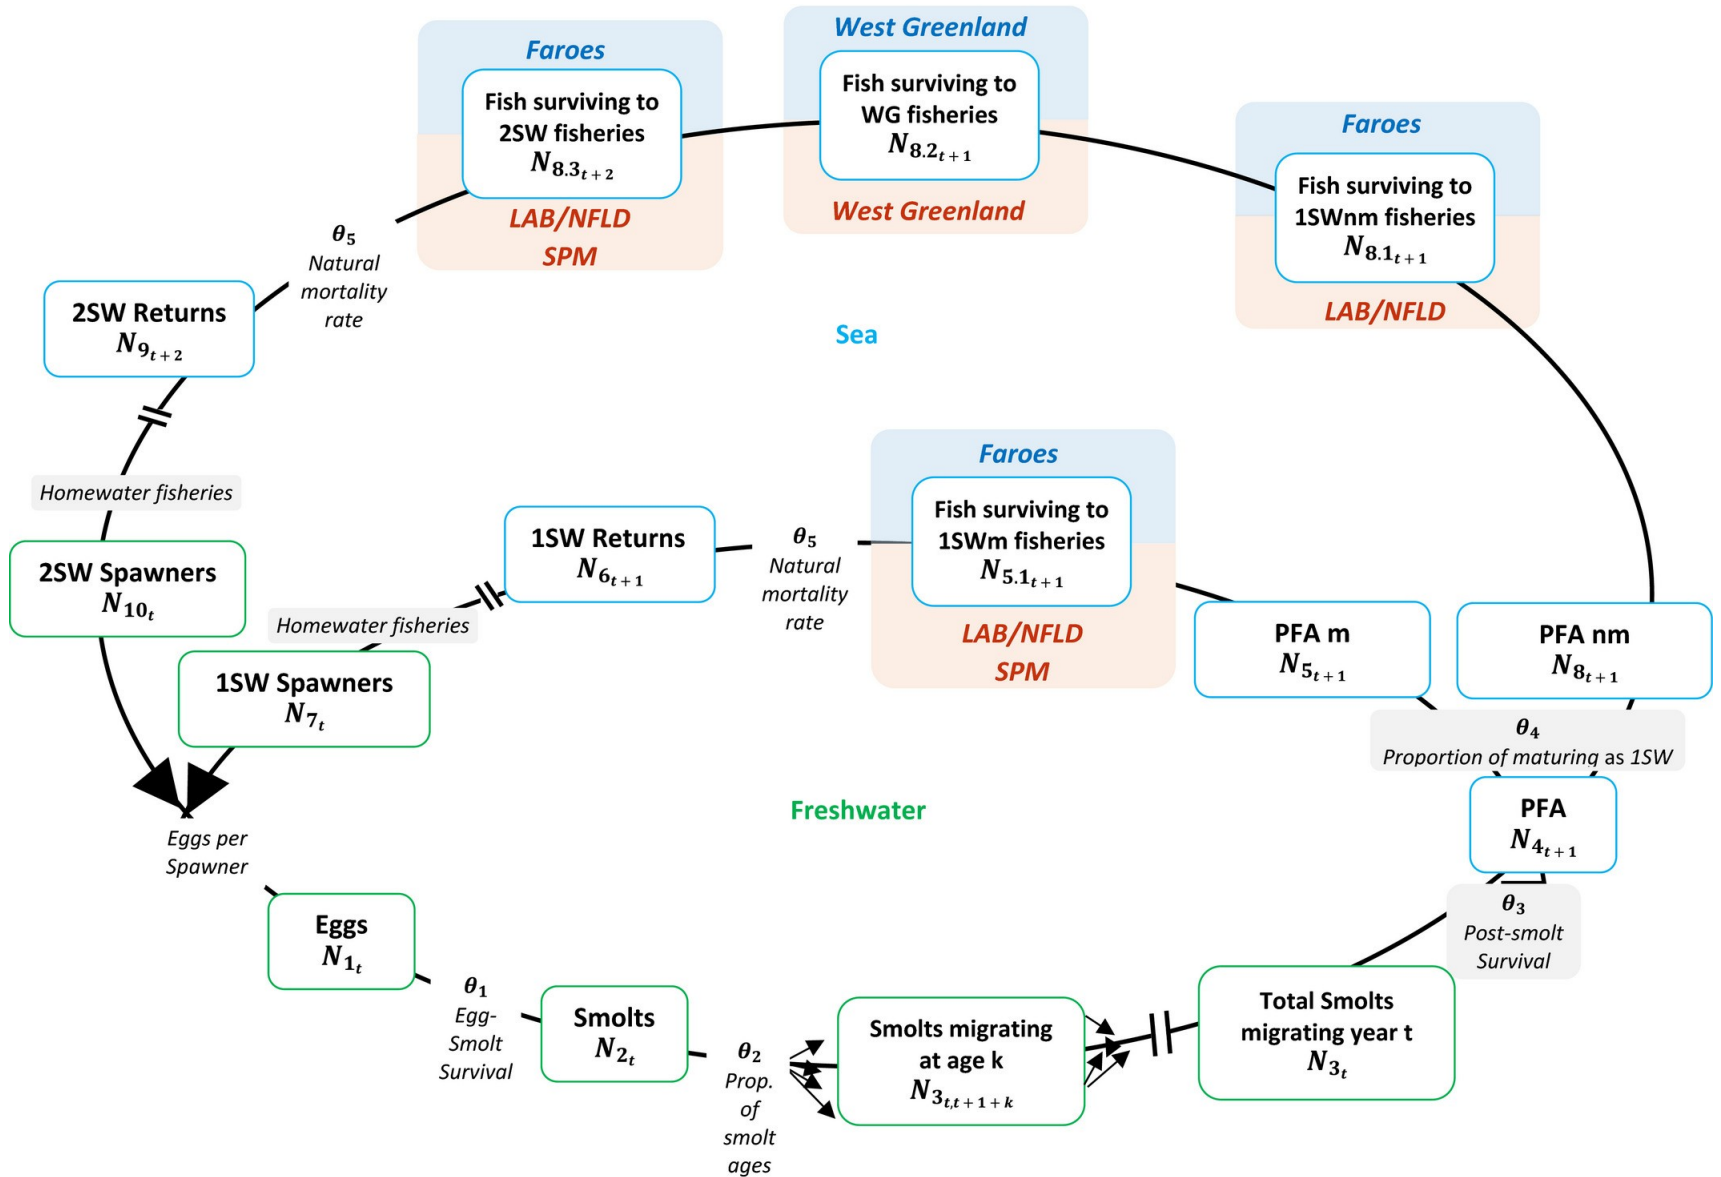 West Greenland
Faroes
Fish surviving to
WG fisheries
N8.2t+1
Fish surviving to
2SW fisheries
N8.3t+2
Faroes
Fish surviving to
1SWnm fisheries
N8.1t+1
West Greenland
LAB/NFLD
SPM
LAB/NFLD
θ5
Natural
mortality
rate
2SW Returns
N9t+2
Sea
Homewater fisheries
Faroes
Fish surviving to
1SWm fisheries
N5.1t+1
LAB/NFLD
SPM
θ5
Natural
mortality
rate
1SW Returns
N6t+1
Homewater fisheries
2SW Spawners
N10t
1SW Spawners
N7t
PFA m
N5t+1
PFA nm
N8t+1
θ4
Proportion of maturing as 1SW
PFA
N4t+1
Freshwater
θ3
Post-smolt
Survival
Eggs per
Spawner
Eggs
N1t
θ1
Egg-
Smolt
Survival
Smolts
N2t
θ2
Prop.
of
smolt
ages
Smolts migrating
at age k
N3t,t+1+k
Total Smolts
migrating year t
N3t